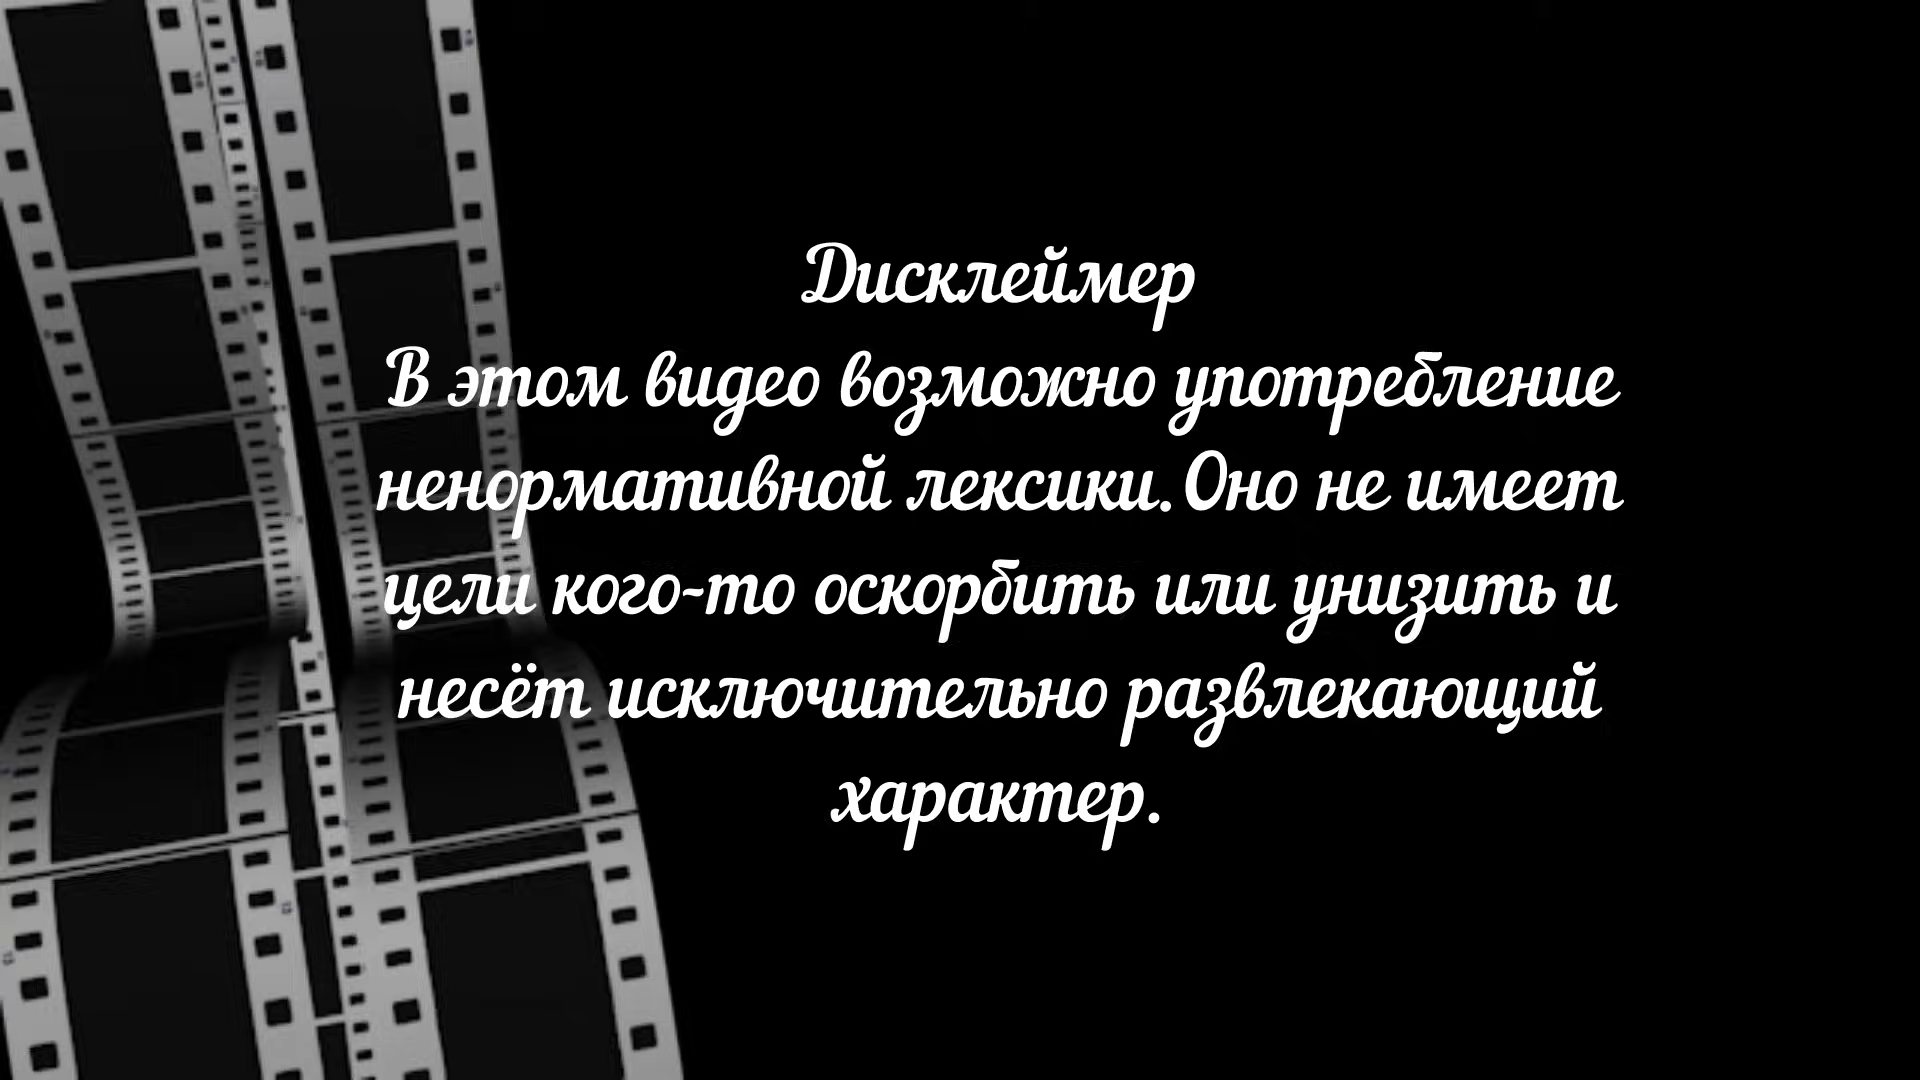 Дисклеймер
В этом видео возможно употребление
ненормативной лексики. Оно не имеет
цели кого-то оскорбить или унизить и
несёт исключительно развлекающий
характер.